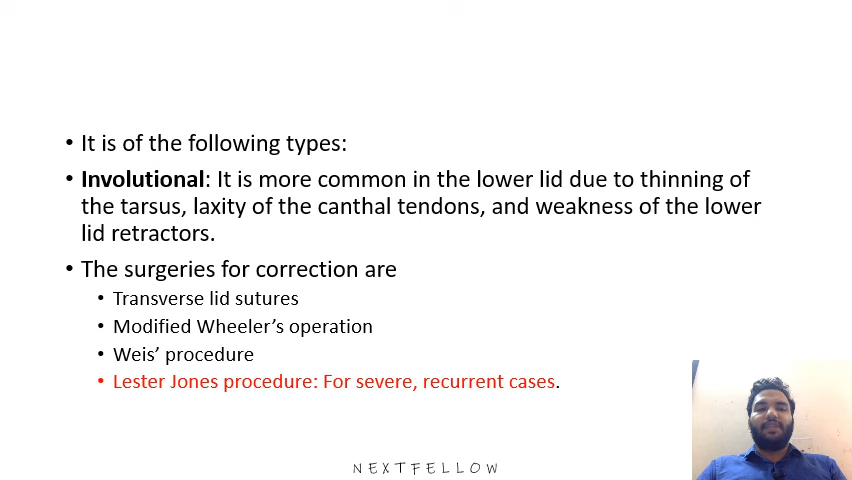 • It is of the following types:
• Involutional: It is more common in the lower lid due to thinning of
the tarsus, laxity of the canthal tendons, and weakness of the lower
lid retractors.
• The surgeries for correction are
• Transverse lid sutures
• Modified Wheeler’s operation
• Weis’ procedure
• Lester Jones procedure: For severe, recurrent cases.
NEXTFELLOW